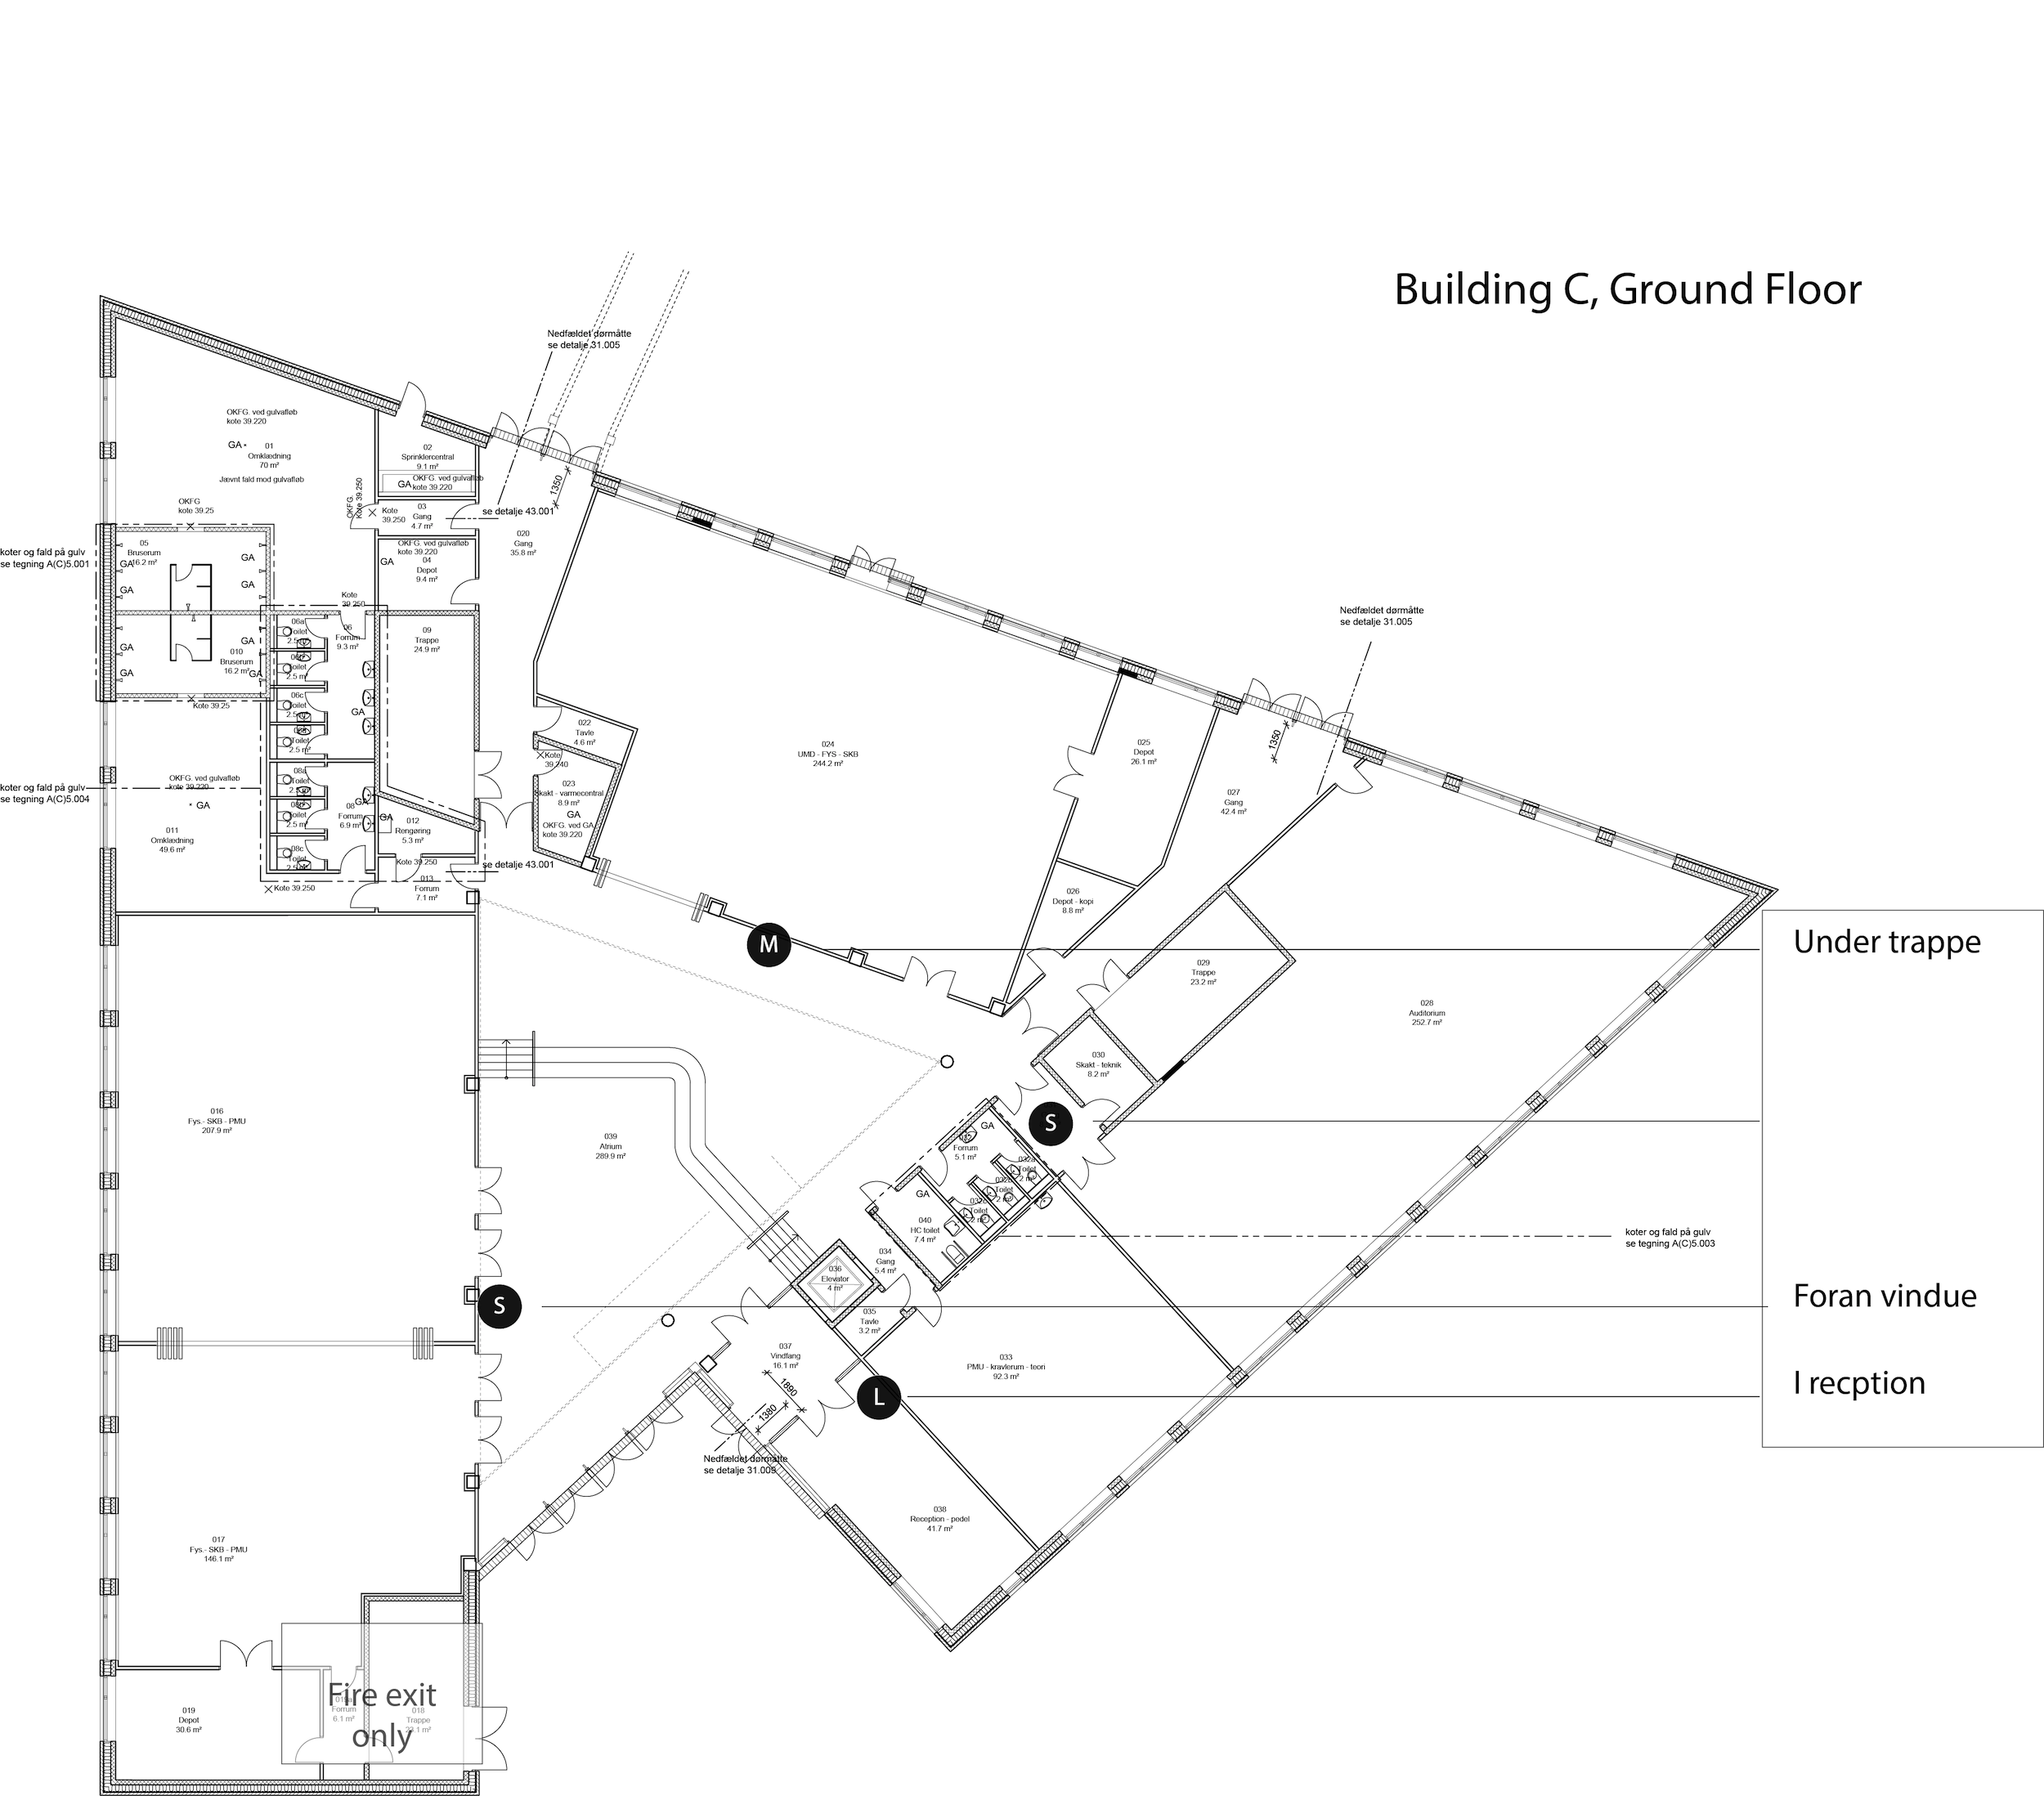 Building C, Ground Floor
Nedfældet dørmåtte
se detalje 31.005
OKFG. ved gulvafløb
kote 39.220
GA
01
Omklædning
70 m²
Jævnt fald mod gulvafløb
02
Sprinklercentral
9.1 m²
OKFG. ved gulvafløb
GA
kote 39.220
1350
OKFG.
Kote 39.250
OKFG
kote 39.25
Kote
39.250
03
Gang
4.7 m²
se detalje 43.001
020
Gang
35.8 m²
koter og fald på gulv
se tegning A(C)5.001
05
Bruserum
16.2 m²
GA
GA
GA
GA
OKFG. ved gulvafløb
kote 39.220
GA
04
Depot
9.4 m²
Kote
39.250
Nedfældet dørmåtte
se detalje 31.005
06a
Toilet
2.5 m²
06
Forrum
9.3 m²
09
Trappe
24.9 m²
GA
GA
GA
GA
010
Bruserum
16.2 m²
Toilet
2.5 m²
Kote 39.25
06c
Toilet
2.5 m²
GA
Toilet
2.5 m²
022
Tavle
4.6 m²
Kote
39.240
024
UMD - FYS - SKB
244.2 m²
025
Depot
26.1 m²
1350
koter og fald på gulv
se tegning A(C)5.004
OKFG. ved gulvafløb
kote 39.220
GA
011
Omklædning
49.6 m²
08a
Toilet
2.5 m²
Toilet
2.5 m²
08
Forrum
6.9 m²
GA
GA
012
Rengøring
5.3 m²
023
Skakt - varmecentral
8.9 m²
GA
OKFG. ved GA
kote 39.220
027
Gang
42.4 m²
08c
Toilet
2.5 m²
Kote 39.250
Kote 39.250
se detalje 43.001
013
Forrum
7.1 m²
026
Depot - kopi
8.8 m²
M
Under trappe
029
Trappe
23.2 m²
028
Auditorium
252.7 m²
030
Skakt - teknik
8.2 m²
016
Fys.- SKB - PMU
207.9 m²
039
Atrium
289.9 m²
S
GA
032
Forrum
5.1 m²
032a
Toilet
2 m²
Toilet
2 m²
Toilet
2 m²
GA
040
HC toilet
7.4 m²
koter og fald på gulv
se tegning A(C)5.003
034
Gang
5.4 m²
036
Elevator
4 m²
S
Foran vindue
035
Tavle
3.2 m²
037
Vindfang
16.1 m²
033
PMU - kravlerum - teori
92.3 m²
1890
L
I recption
1380
Nedfældet dørmåtte
se detalje 31.009
038
Reception - pedel
41.7 m²
017
Fys.- SKB - PMU
146.1 m²
Fire exit
only
Forrum
6.1 m²
018
Trappe
019
Depot
30.6 m²